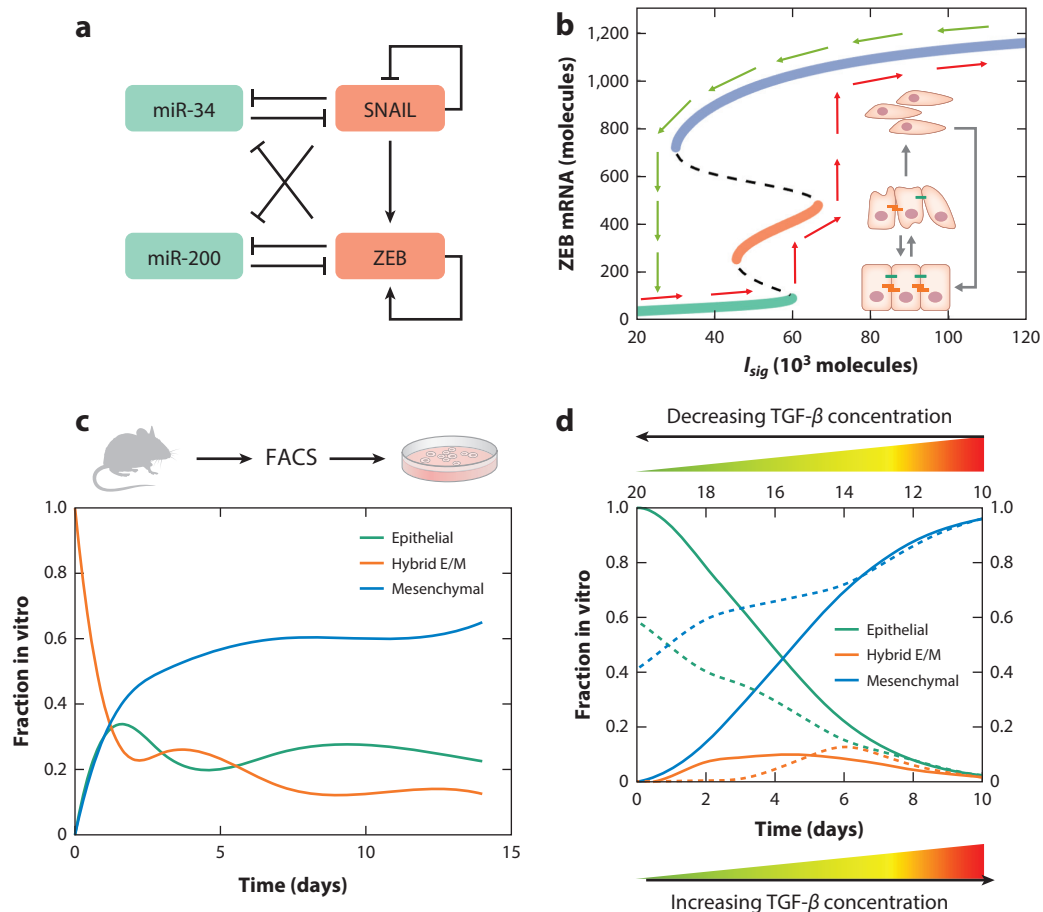 a
miR-34
SNAIL
miR-200
ZEB
b
ZEB mRNA (molecules)
1,200
1,000
800
600
400
200
0
20
40
60
80
100
120
I_sig (10³ molecules)
c
FACS
Fraction in vitro
1.0
0.8
0.6
0.4
0.2
0
Epithelial
Hybrid E/M
Mesenchymal
0
5
10
15
Time (days)
d
Decreasing TGF-β concentration
20
18
16
14
12
10
Fraction in vitro
1.0
0.8
0.6
0.4
0.2
0
Epithelial
Hybrid E/M
Mesenchymal
1.0
0.8
0.6
0.4
0.2
0
0
2
4
6
8
10
Time (days)
Increasing TGF-β concentration